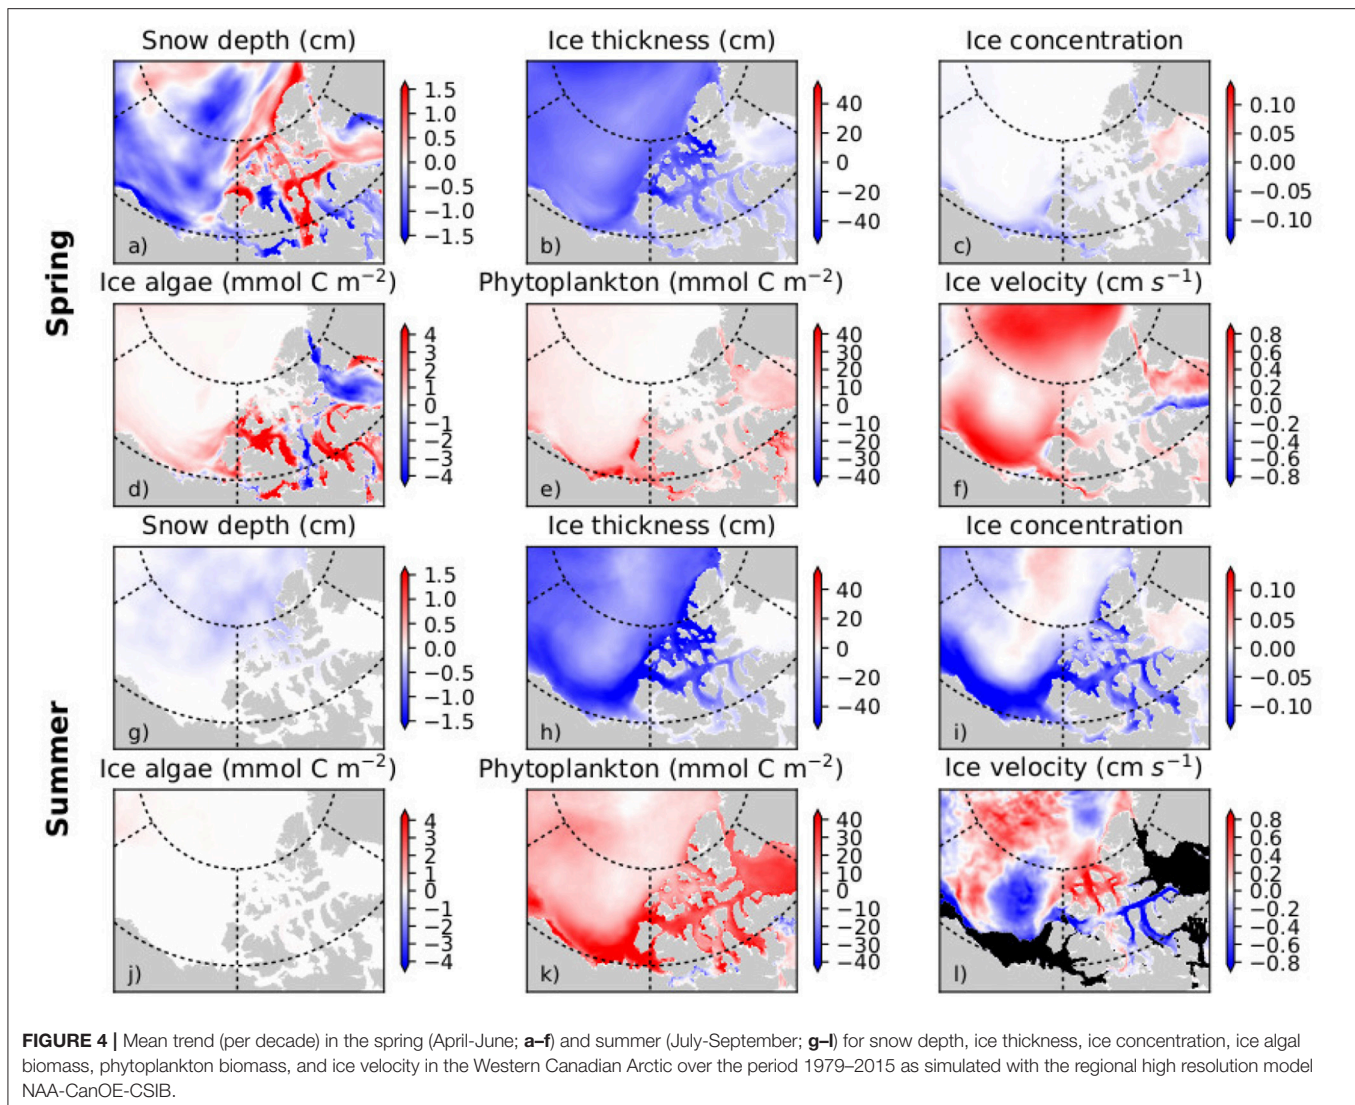 Snow depth (cm) Ice thickness (cm) Ice concentration
1.5 1.0 0.5 0.0 −0.5 −1.0 −1.5
40 20 0 −20 −40
0.10 0.05 0.00 −0.05 −0.10
a) b) c)
Spring
Ice algae (mmol C m−2) Phytoplankton (mmol C m−2) Ice velocity (cm s−1)
4 3 2 1 0 −1 −2 −3 −4
40 30 20 10 0 −10 −20 −30 −40
0.8 0.6 0.4 0.2 0.0 −0.2 −0.4 −0.6 −0.8
d) e) f)
Snow depth (cm) Ice thickness (cm) Ice concentration
1.5 1.0 0.5 0.0 −0.5 −1.0 −1.5
40 20 0 −20 −40
0.10 0.05 0.00 −0.05 −0.10
g) h) i)
Summer
Ice algae (mmol C m−2) Phytoplankton (mmol C m−2) Ice velocity (cm s−1)
4 3 2 1 0 −1 −2 −3 −4
40 30 20 10 0 −10 −20 −30 −40
0.8 0.6 0.4 0.2 0.0 −0.2 −0.4 −0.6 −0.8
j) k) l)
FIGURE 4 | Mean trend (per decade) in the spring (April-June; a–f) and summer (July-September; g–l) for snow depth, ice thickness, ice concentration, ice algal
biomass, phytoplankton biomass, and ice velocity in the Western Canadian Arctic over the period 1979–2015 as simulated with the regional high resolution model
NAA-CanOE-CSIB.